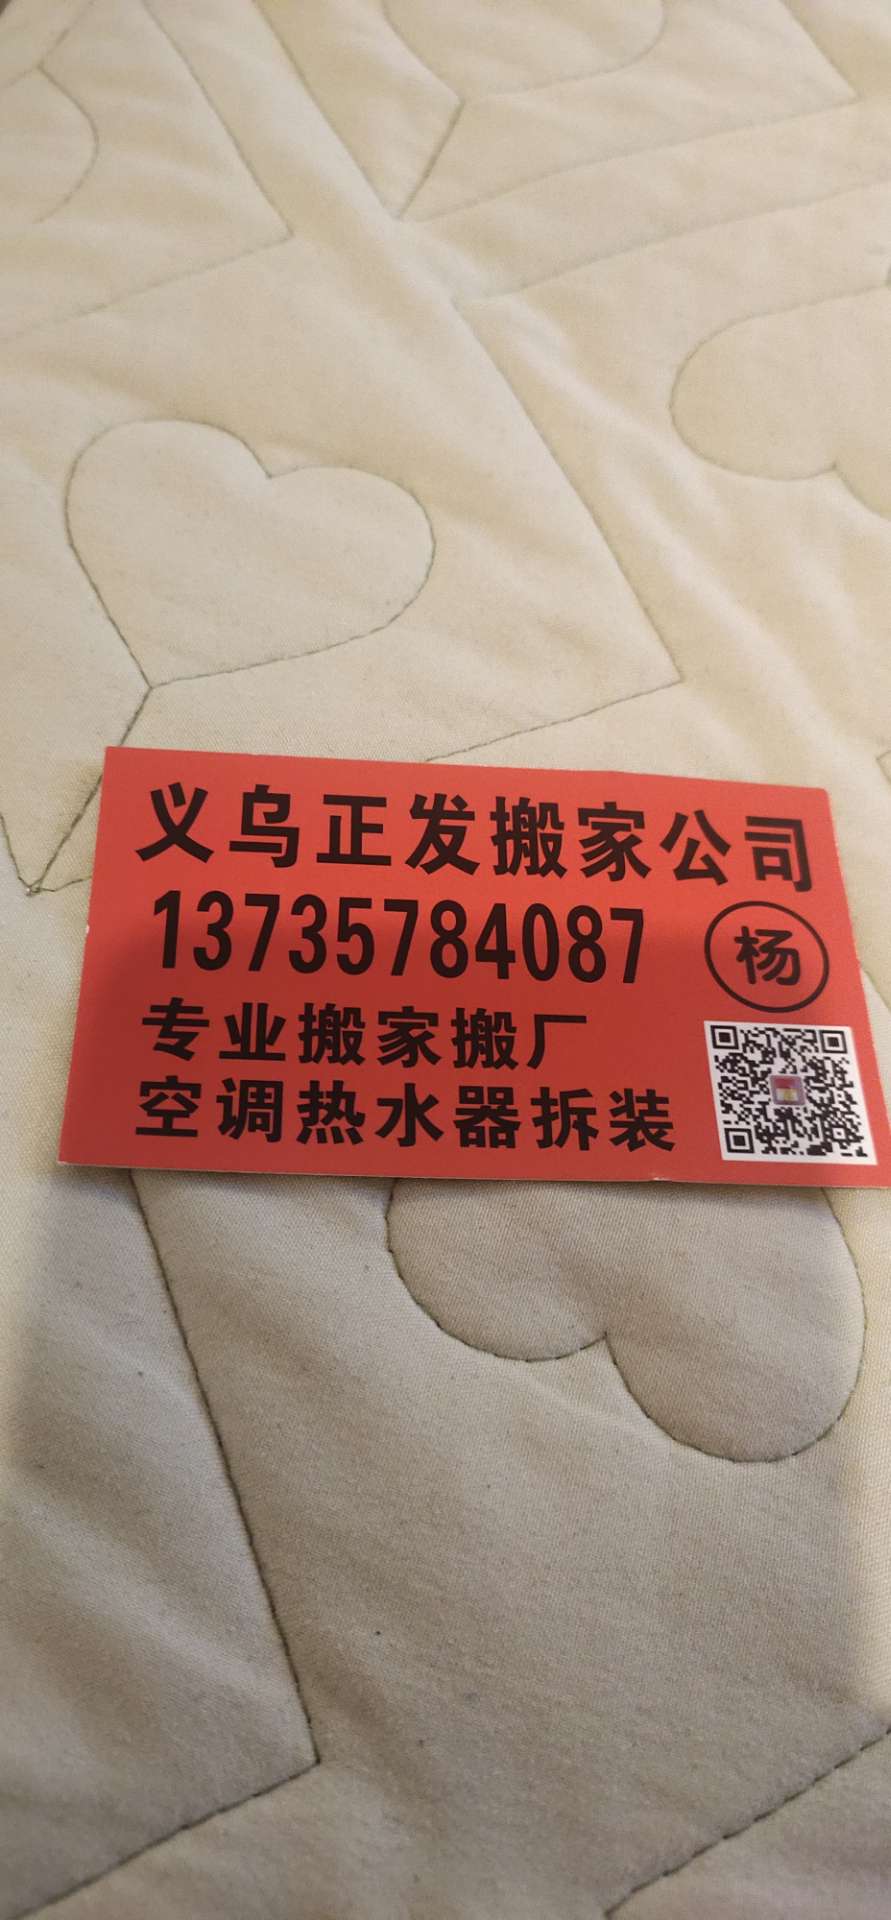 义乌正发搬家公司
13735784087
杨
专业搬家搬厂
空调热水器拆装